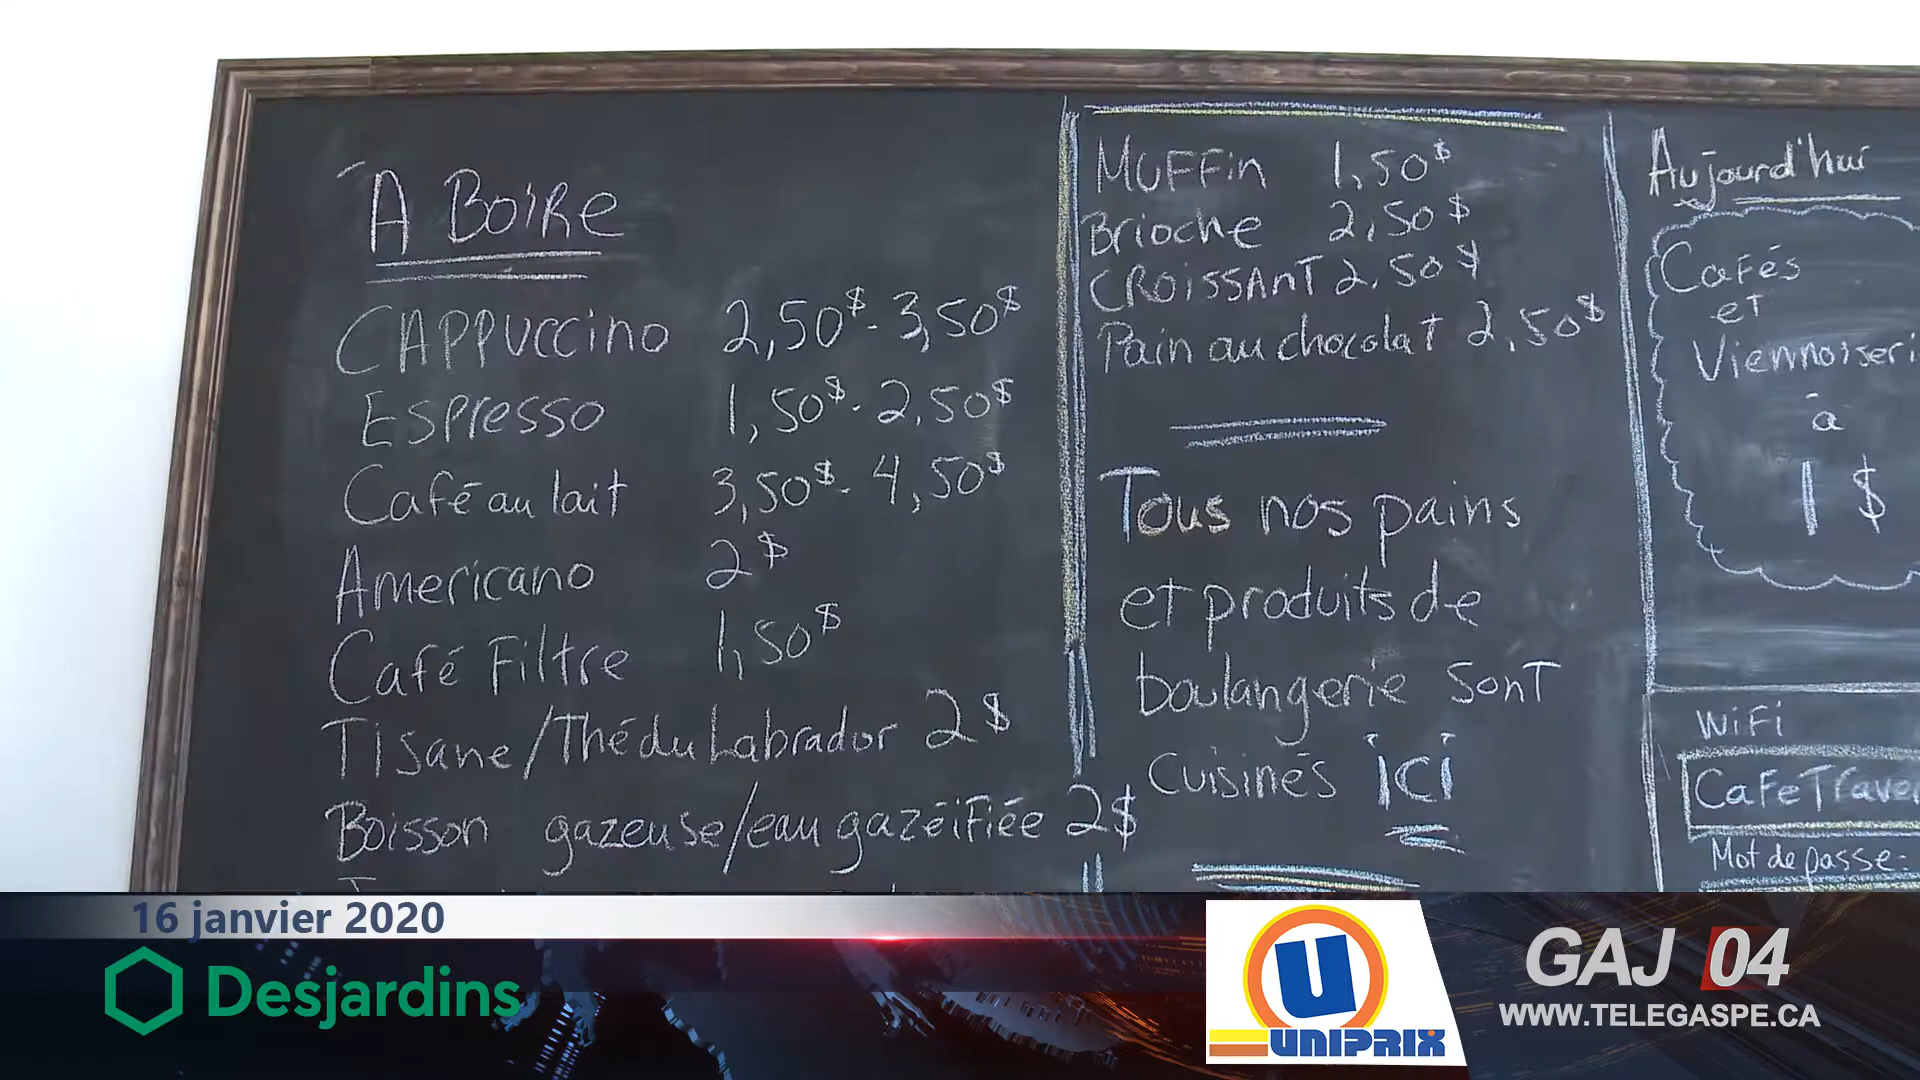 À BOIRE
CAPPUCCINO 2,50$ - 3,50$
ESPRESSO 1,50$ - 2,50$
Café au lait 3,50$ - 4,50$
Americano 2$
Café Filtre 1,50$
Tisane/Thé du Labrador 2$
Boisson gazeuse/eau gazéifiée 2$
MUFFIN 1,50$
Brioche 2,50$
CROISSANT 2.50$
Pain au chocolat 2.50$
Tous nos pains
et produits de
boulangerie sont
cuisinés ici
Aujourd'hui
Cafés
et
Viennoiseri
à
1$
WiFi
CaFeTraver
Mot de passe:
16 janvier 2020
Desjardins
U
UNIPRIX
GAJ 04
WWW.TELEGASPE.CA